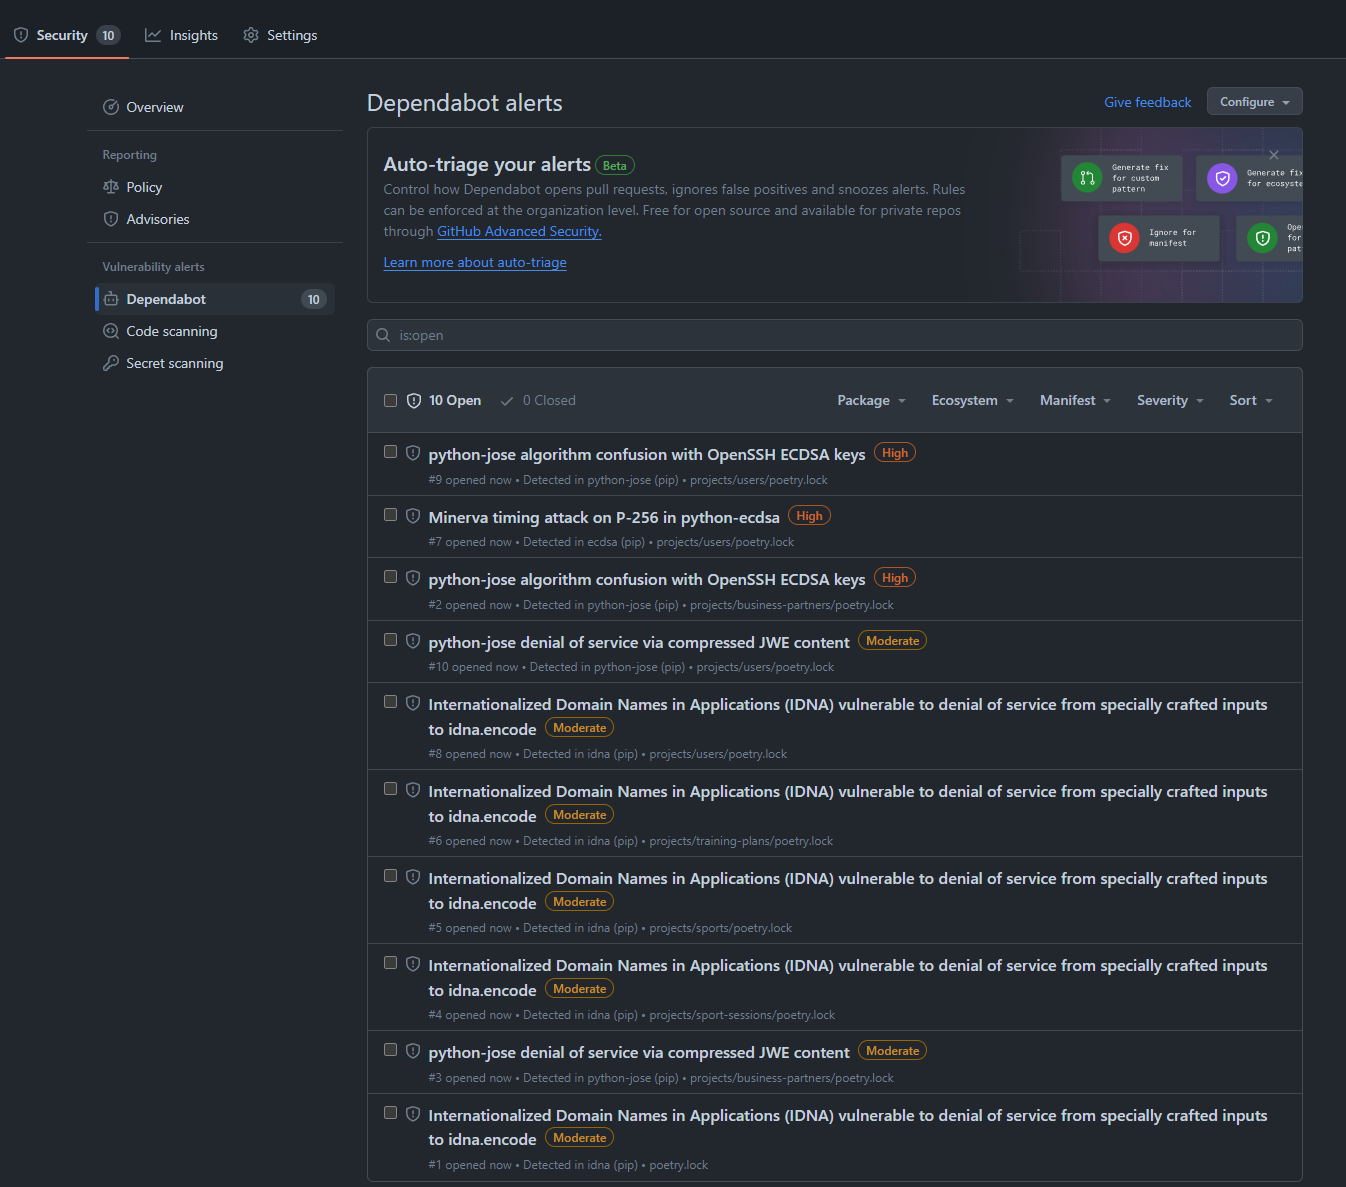 Security 10 Insights Settings
Overview
Reporting
Policy
Advisories
Vulnerability alerts
Dependabot 10
Code scanning
Secret scanning
Dependabot alerts
Give feedback
Configure
Auto-triage your alerts Beta
Control how Dependabot opens pull requests, ignores false positives and snoozes alerts. Rules
can be enforced at the organization level. Free for open source and available for private repos
through GitHub Advanced Security.
Learn more about auto-triage
Generate fix
for custom
pattern
Generate fix
for ecosyste
Ignore for
manifest
Ope
for
pat
is:open
10 Open 0 Closed Package Ecosystem Manifest Severity Sort
python-jose algorithm confusion with OpenSSH ECDSA keys High
#9 opened now • Detected in python-jose (pip) • projects/users/poetry.lock
Minerva timing attack on P-256 in python-ecdsa High
#7 opened now • Detected in ecdsa (pip) • projects/users/poetry.lock
python-jose algorithm confusion with OpenSSH ECDSA keys High
#2 opened now • Detected in python-jose (pip) • projects/business-partners/poetry.lock
python-jose denial of service via compressed JWE content Moderate
#10 opened now • Detected in python-jose (pip) • projects/users/poetry.lock
Internationalized Domain Names in Applications (IDNA) vulnerable to denial of service from specially crafted inputs
to idna.encode Moderate
#8 opened now • Detected in idna (pip) • projects/users/poetry.lock
Internationalized Domain Names in Applications (IDNA) vulnerable to denial of service from specially crafted inputs
to idna.encode Moderate
#6 opened now • Detected in idna (pip) • projects/training-plans/poetry.lock
Internationalized Domain Names in Applications (IDNA) vulnerable to denial of service from specially crafted inputs
to idna.encode Moderate
#5 opened now • Detected in idna (pip) • projects/sports/poetry.lock
Internationalized Domain Names in Applications (IDNA) vulnerable to denial of service from specially crafted inputs
to idna.encode Moderate
#4 opened now • Detected in idna (pip) • projects/sport-sessions/poetry.lock
python-jose denial of service via compressed JWE content Moderate
#3 opened now • Detected in python-jose (pip) • projects/business-partners/poetry.lock
Internationalized Domain Names in Applications (IDNA) vulnerable to denial of service from specially crafted inputs
to idna.encode Moderate
#1 opened now • Detected in idna (pip) • poetry.lock